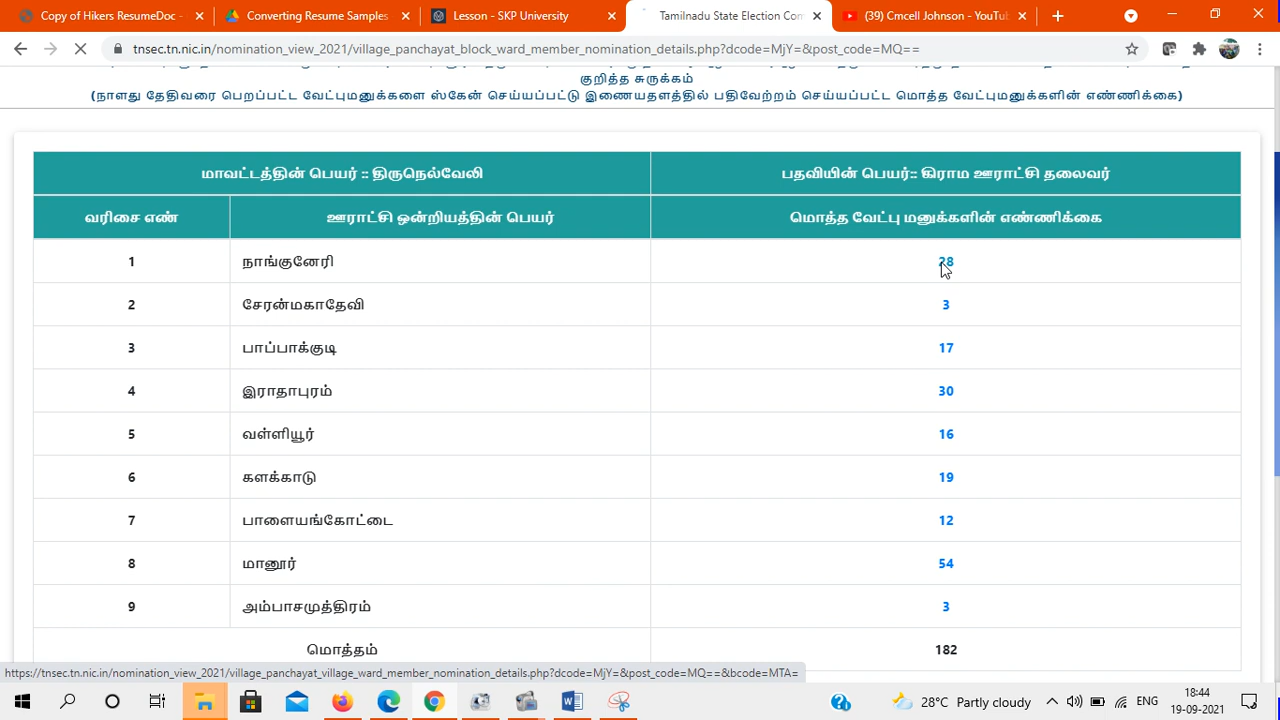 Copy of Hikers ResumeDoc -
Converting Resume Samples
Lesson - SKP University
Tamilnadu State Election Com
(39) Cmcell Johnson - YouTu
tnsec.tn.nic.in/nomination_view_2021/village_panchayat_block_ward_member_nomination_details.php?dcode=MjY=&post_code=MQ==
குறித்த சுருக்கம்
(நாளது தேதிவரை பெறப்பட்ட வேட்புமனுக்களை ஸ்கேன் செய்யப்பட்டு இணையதளத்தில் பதிவேற்றம் செய்யப்பட்ட மொத்த வேட்புமனுக்களின் எண்ணிக்கை)
மாவட்டத்தின் பெயர் :: திருநெல்வேலி பதவியின் பெயர்:: கிராம ஊராட்சி தலைவர்
வரிசை எண் ஊராட்சி ஒன்றியத்தின் பெயர் மொத்த வேட்பு மனுக்களின் எண்ணிக்கை
1 நாங்குனேரி 28
2 சேரன்மகாதேவி 3
3 பாப்பாக்குடி 17
4 இராதாபுரம் 30
5 வள்ளியூர் 16
6 களக்காடு 19
7 பாளையங்கோட்டை 12
8 மானூர் 54
9 அம்பாசமுத்திரம் 3
மொத்தம் 182
https://tnsec.tn.nic.in/nomination_view_2021/village_panchayat_village_ward_member_nomination_details.php?dcode=MjY=&post_code=MQ==&bcode=MTA=
28°C Partly cloudy
ENG
18:44
19-09-2021